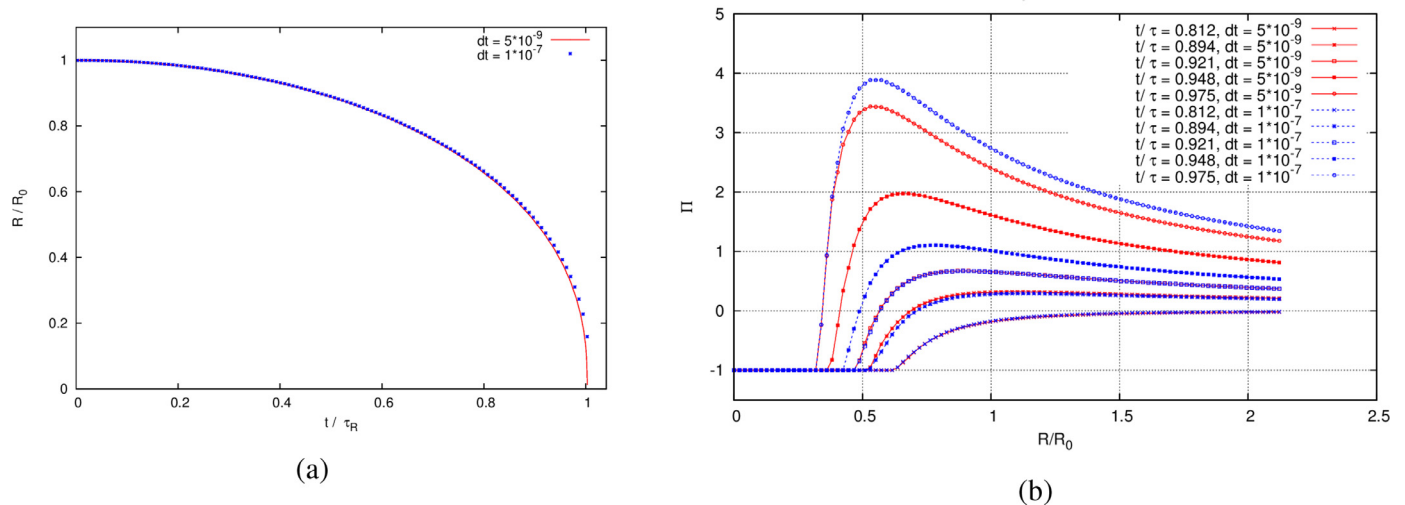 dt = 5*10^-9
dt = 1*10^-7
1
0.8
0.6
0.4
0.2
0
R / R0
0 0.2 0.4 0.6 0.8 1
t / τR
(a)
t/ τ = 0.812, dt = 5*10^-9
t/ τ = 0.894, dt = 5*10^-9
t/ τ = 0.921, dt = 5*10^-9
t/ τ = 0.948, dt = 5*10^-9
t/ τ = 0.975, dt = 5*10^-9
t/ τ = 0.812, dt = 1*10^-7
t/ τ = 0.894, dt = 1*10^-7
t/ τ = 0.921, dt = 1*10^-7
t/ τ = 0.948, dt = 1*10^-7
t/ τ = 0.975, dt = 1*10^-7
5
4
3
2
1
0
-1
Π
0 0.5 1 1.5 2 2.5
R/R0
(b)